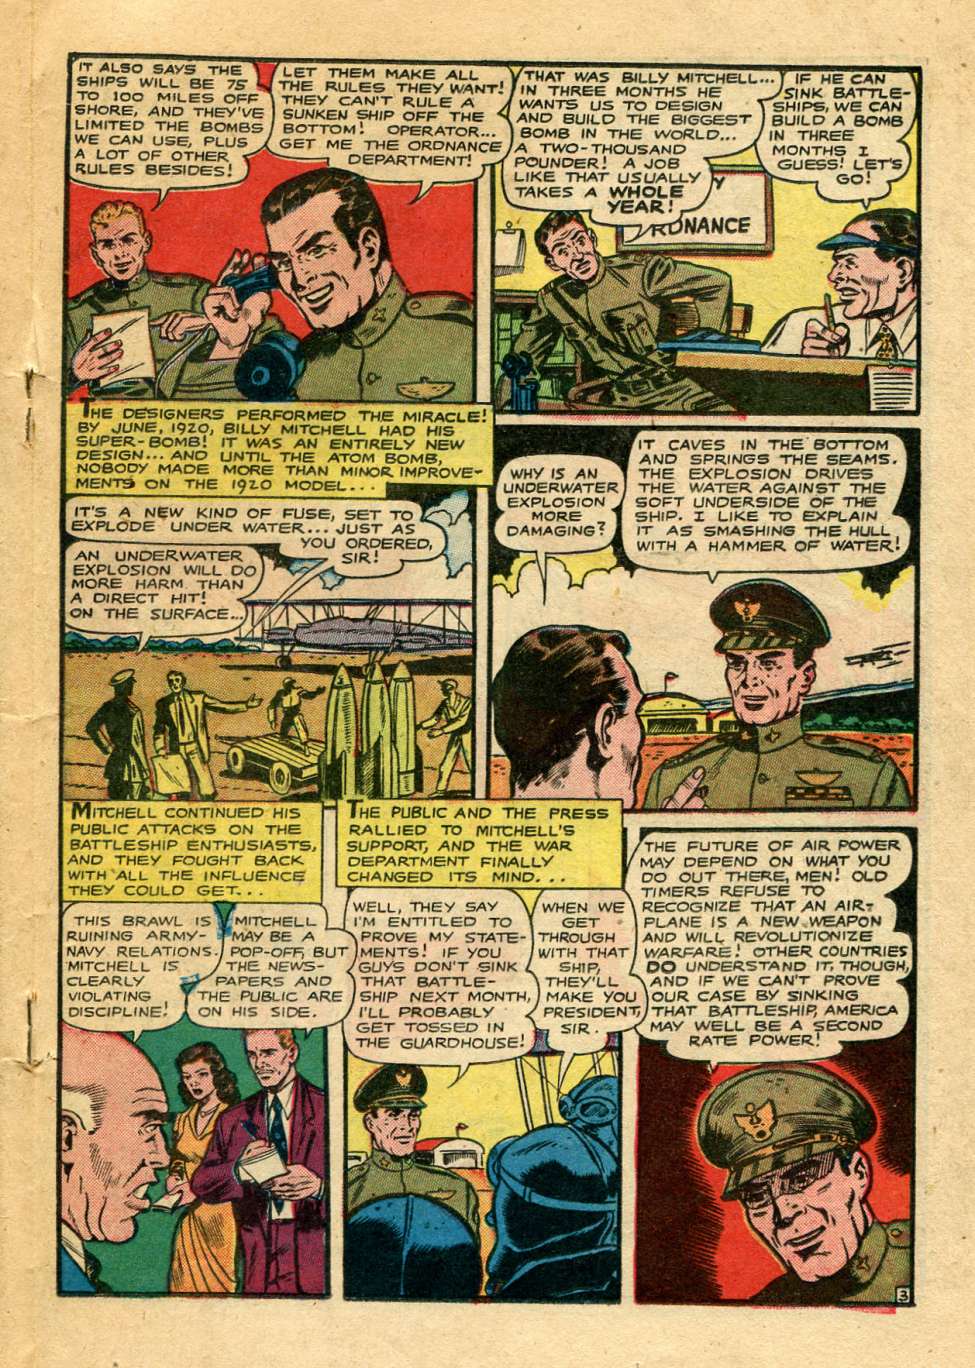 IT ALSO SAYS THE
SHIPS WILL BE 75
TO 100 MILES OFF
SHORE, AND THEY'VE
LIMITED THE BOMBS
WE CAN USE, PLUS
A LOT OF OTHER
RULES BESIDES!
LET THEM MAKE ALL
THE RULES THEY WANT!
THEY CAN'T RULE A
SUNKEN SHIP OFF THE
BOTTOM! OPERATOR...
GET ME THE ORDNANCE
DEPARTMENT!
THAT WAS BILLY MITCHELL...
IN THREE MONTHS HE
WANTS US TO DESIGN
AND BUILD THE BIGGEST
BOMB IN THE WORLD...
A TWO-THOUSAND
POUNDER! A JOB
LIKE THAT USUALLY
TAKES A WHOLE
YEAR!
IF HE CAN
SINK BATTLE-
SHIPS, WE CAN
BUILD A BOMB
IN THREE
MONTHS I
GUESS! LET'S
GO!
Y
RDNANCE
THE DESIGNERS PERFORMED THE MIRACLE!
BY JUNE, 1920, BILLY MITCHELL HAD HIS
SUPER-BOMB! IT WAS AN ENTIRELY NEW
DESIGN... AND UNTIL THE ATOM BOMB,
NOBODY MADE MORE THAN MINOR IMPROVE-
MENTS ON THE 1920 MODEL...
IT'S A NEW KIND OF FUSE, SET TO
EXPLODE UNDER WATER... JUST AS
YOU ORDERED,
SIR!
AN UNDERWATER
EXPLOSION WILL DO
MORE HARM THAN
A DIRECT HIT!
ON THE SURFACE...
WHY IS AN
UNDERWATER
EXPLOSION
MORE
DAMAGING?
IT CAVES IN THE BOTTOM
AND SPRINGS THE SEAMS.
THE EXPLOSION DRIVES
THE WATER AGAINST THE
SOFT UNDERSIDE OF THE
SHIP. I LIKE TO EXPLAIN
IT AS SMASHING THE HULL
WITH A HAMMER OF WATER!
MITCHELL CONTINUED HIS
PUBLIC ATTACKS ON THE
BATTLESHIP ENTHUSIASTS,
AND THEY FOUGHT BACK
WITH ALL THE INFLUENCE
THEY COULD GET...
THIS BRAWL IS
RUINING ARMY-
NAVY RELATIONS.
MITCHELL IS
CLEARLY
VIOLATING
DISCIPLINE!
MITCHELL
MAY BE A
POP-OFF, BUT
THE NEWS-
PAPERS AND
THE PUBLIC ARE
ON HIS SIDE.
THE PUBLIC AND THE PRESS
RALLIED TO MITCHELL'S
SUPPORT, AND THE WAR
DEPARTMENT FINALLY
CHANGED ITS MIND...
WELL, THEY SAY
I'M ENTITLED TO
PROVE MY STATE-
MENTS! IF YOU
GUYS DON'T SINK
THAT BATTLE-
SHIP NEXT MONTH,
I'LL PROBABLY
GET TOSSED IN
THE GUARDHOUSE!
WHEN WE
GET
THROUGH
WITH THAT
SHIP,
THEY'LL
MAKE YOU
PRESIDENT,
SIR.
THE FUTURE OF AIR POWER
MAY DEPEND ON WHAT YOU
DO OUT THERE, MEN! OLD
TIMERS REFUSE TO
RECOGNIZE THAT AN AIR-
PLANE IS A NEW WEAPON
AND WILL REVOLUTIONIZE
WARFARE! OTHER COUNTRIES
DO UNDERSTAND IT, THOUGH,
AND IF WE CAN'T PROVE
OUR CASE BY SINKING
THAT BATTLESHIP, AMERICA
MAY WELL BE A SECOND
RATE POWER!
3